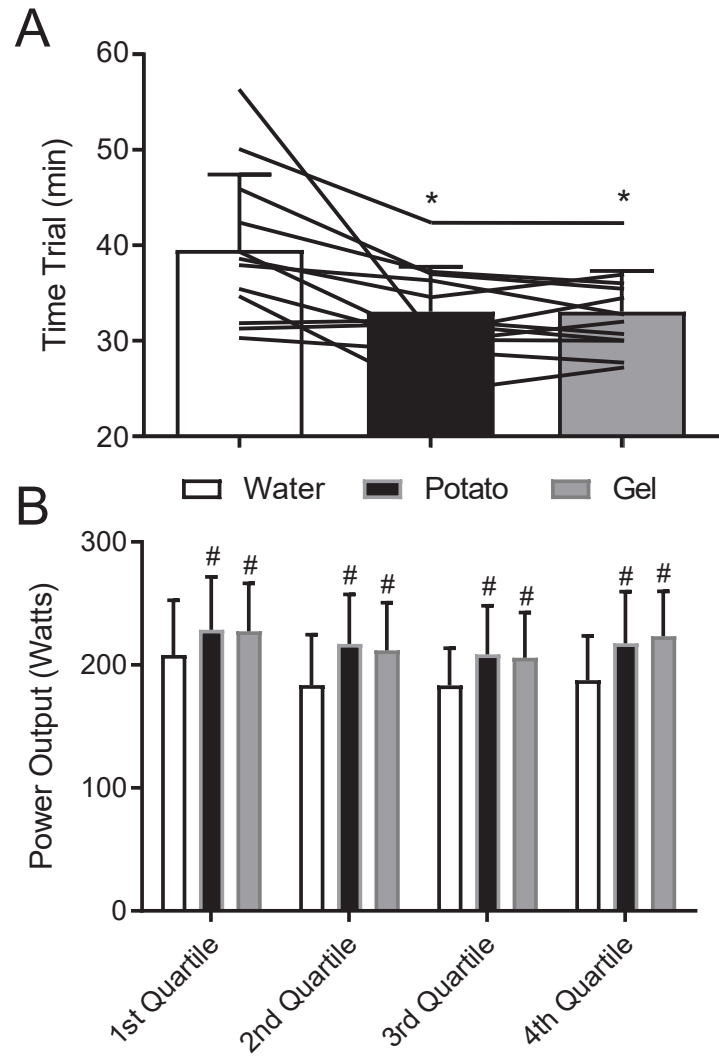 A
Time Trial (min)
60
50
40
30
20
*
*
Water Potato Gel
B
Power Output (Watts)
300
200
100
0
# # # # # # # #
1st Quartile
2nd Quartile
3rd Quartile
4th Quartile